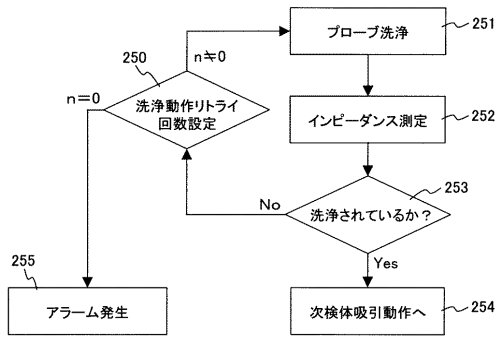 n≠0
プローブ洗浄
251
250
n=0
洗浄動作リトライ
回数設定
インピーダンス測定
252
253
No
洗浄されているか？
Yes
255
アラーム発生
次検体吸引動作へ
254